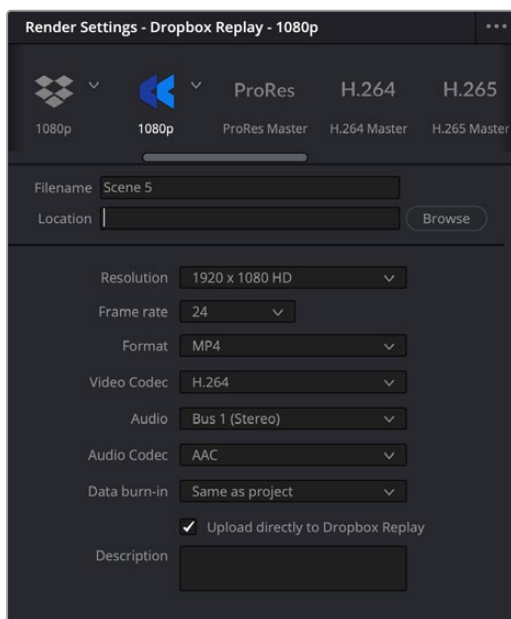 Render Settings - Dropbox Replay - 1080p
ProRes H.264 H.265
1080p 1080p ProRes Master H.264 Master H.265 Master
Filename Scene 5
Location Browse
Resolution 1920 x 1080 HD
Frame rate 24
Format MP4
Video Codec H.264
Audio Bus 1 (Stereo)
Audio Codec AAC
Data burn-in Same as project
Upload directly to Dropbox Replay
Description